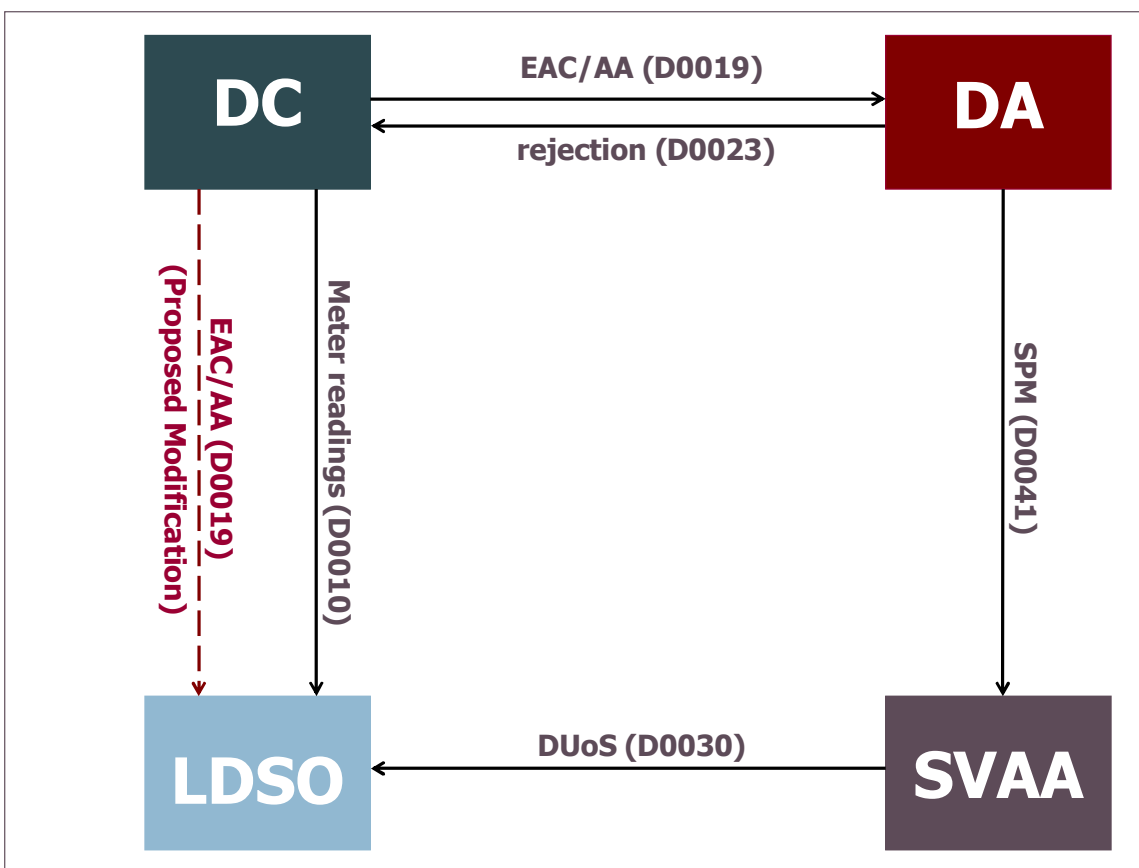 DC
EAC/AA (D0019)
DA
rejection (D0023)
EAC/AA (D0019)
(Proposed Modification)
Meter readings (D0010)
SPM (D0041)
LDSO
DUoS (D0030)
SVAA